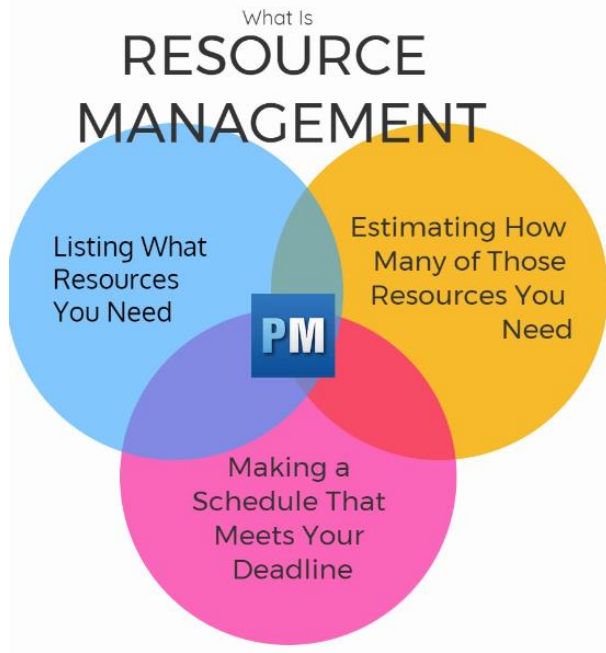 What Is
RESOURCE
MANAGEMENT
Listing What
Resources
You Need
Estimating How
Many of Those
Resources You
Need
PM
Making a
Schedule That
Meets Your
Deadline